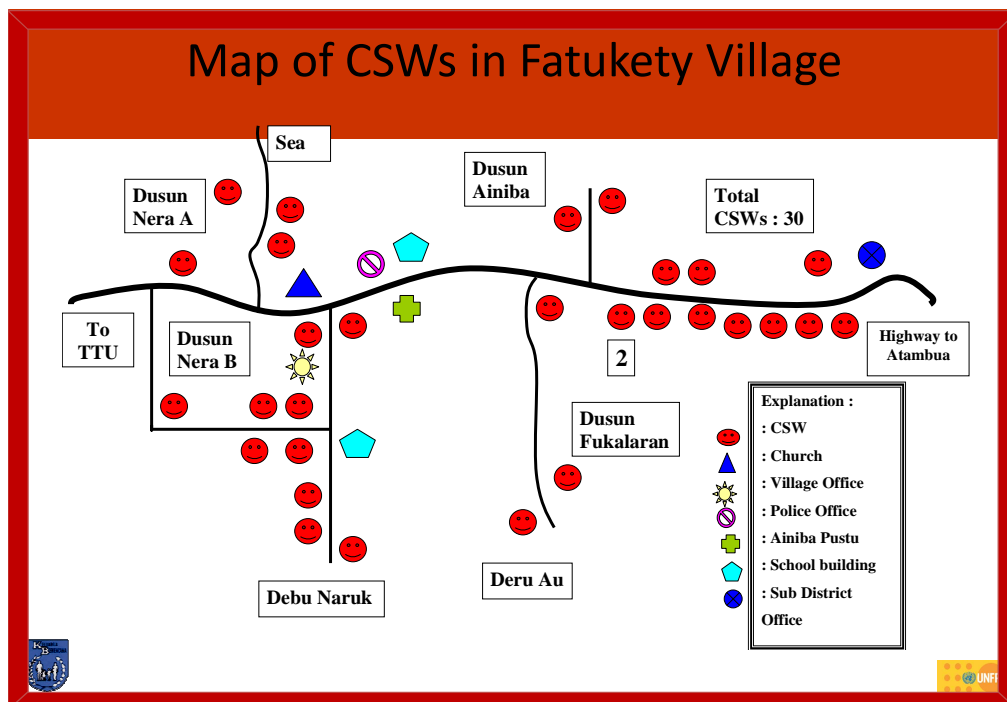 Map of CSWs in Fatukety Village
Sea
Dusun
Nera A
Dusun
Ainiba
Total
CSWs : 30
To
TTU
Dusun
Nera B
2
Highway to
Atambua
Dusun
Fukalaran
Debu Naruk
Deru Au
Explanation :
: CSW
: Church
: Village Office
: Police Office
: Ainiba Pustu
: School building
: Sub District
Office